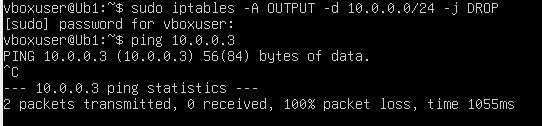 vboxuser@Ub1:~$ sudo iptables -A OUTPUT -d 10.0.0.0/24 -j DROP
[sudo] password for vboxuser:
vboxuser@Ub1:~$ ping 10.0.0.3
PING 10.0.0.3 (10.0.0.3) 56(84) bytes of data.
^C
--- 10.0.0.3 ping statistics ---
2 packets transmitted, 0 received, 100% packet loss, time 1055ms